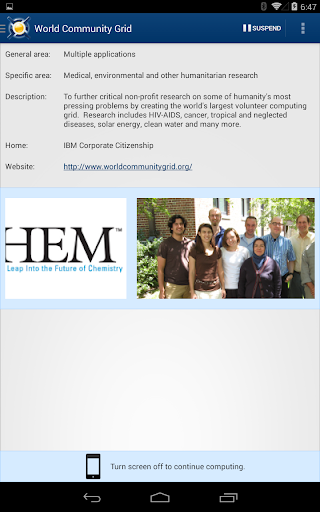 6:47
World Community Grid
SUSPEND
General area: Multiple applications
Specific area: Medical, environmental and other humanitarian research
Description: To further critical non-profit research on some of humanity's most
pressing problems by creating the world's largest volunteer computing
grid. Research includes HIV-AIDS, cancer, tropical and neglected
diseases, solar energy, clean water and many more.
Home: IBM Corporate Citizenship
Website: http://www.worldcommunitygrid.org/
HEM™
Leap Into the Future of Chemistry
Turn screen off to continue computing.